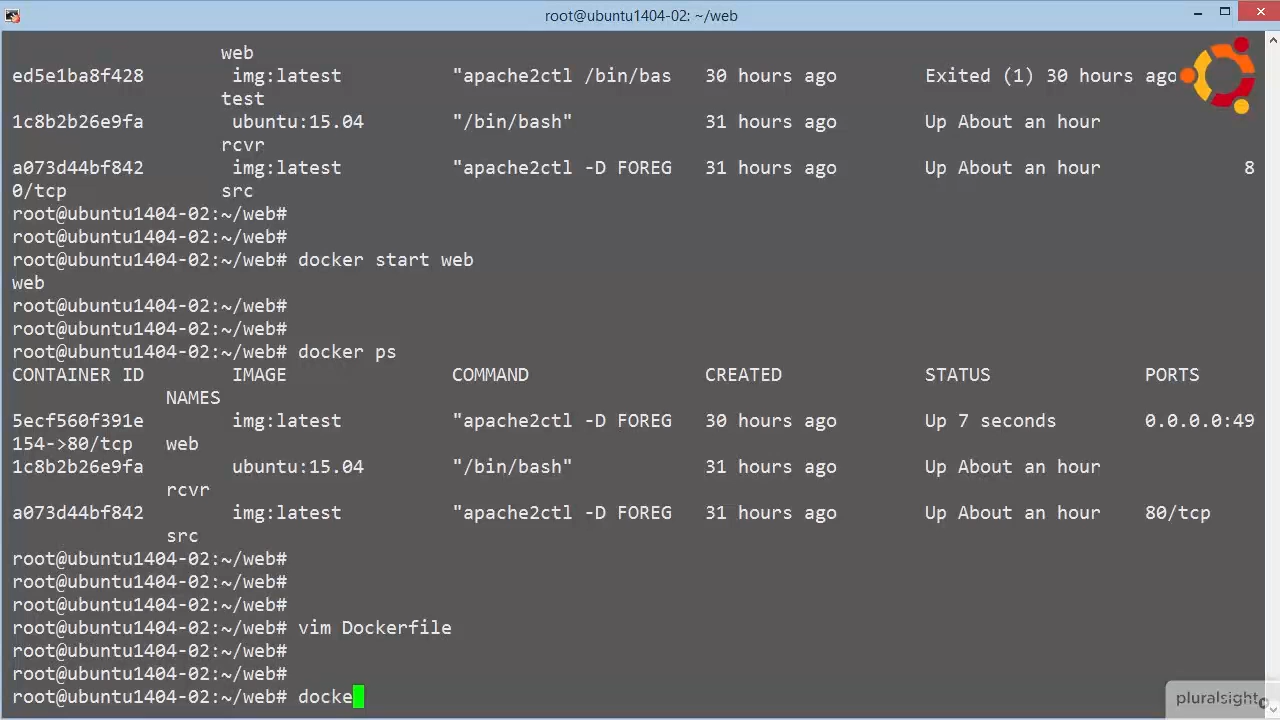 root@ubuntu1404-02: ~/web
web
ed5e1ba8f428 img:latest "apache2ctl /bin/bas 30 hours ago Exited (1) 30 hours ago
test
1c8b2b26e9fa ubuntu:15.04 "/bin/bash" 31 hours ago Up About an hour
rcvr
a073d44bf842 img:latest "apache2ctl -D FOREG 31 hours ago Up About an hour 8
0/tcp src
root@ubuntu1404-02:~/web#
root@ubuntu1404-02:~/web#
root@ubuntu1404-02:~/web# docker start web
web
root@ubuntu1404-02:~/web#
root@ubuntu1404-02:~/web#
root@ubuntu1404-02:~/web# docker ps
CONTAINER ID IMAGE COMMAND CREATED STATUS PORTS
NAMES
5ecf560f391e img:latest "apache2ctl -D FOREG 30 hours ago Up 7 seconds 0.0.0.0:49
154->80/tcp web
1c8b2b26e9fa ubuntu:15.04 "/bin/bash" 31 hours ago Up About an hour
rcvr
a073d44bf842 img:latest "apache2ctl -D FOREG 31 hours ago Up About an hour 80/tcp
src
root@ubuntu1404-02:~/web#
root@ubuntu1404-02:~/web#
root@ubuntu1404-02:~/web#
root@ubuntu1404-02:~/web# vim Dockerfile
root@ubuntu1404-02:~/web#
root@ubuntu1404-02:~/web#
root@ubuntu1404-02:~/web# docke
pluralsight